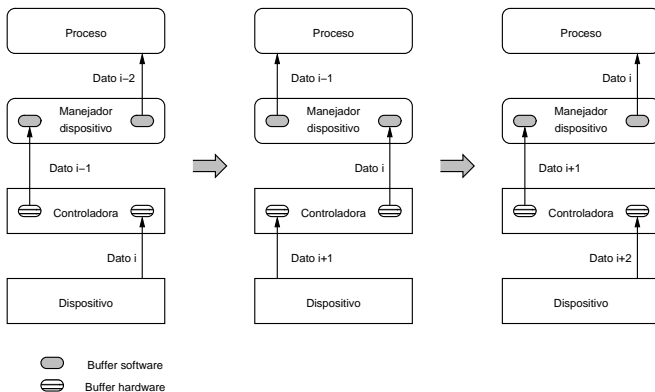 Proceso
Proceso
Proceso
Dato i−2
Dato i−1
Dato i
Manejador
dispositivo
Manejador
dispositivo
Manejador
dispositivo
Dato i−1
Dato i
Dato i+1
Controladora
Controladora
Controladora
Dato i
Dato i+1
Dato i+2
Dispositivo
Dispositivo
Dispositivo
Buffer software
Buffer hardware